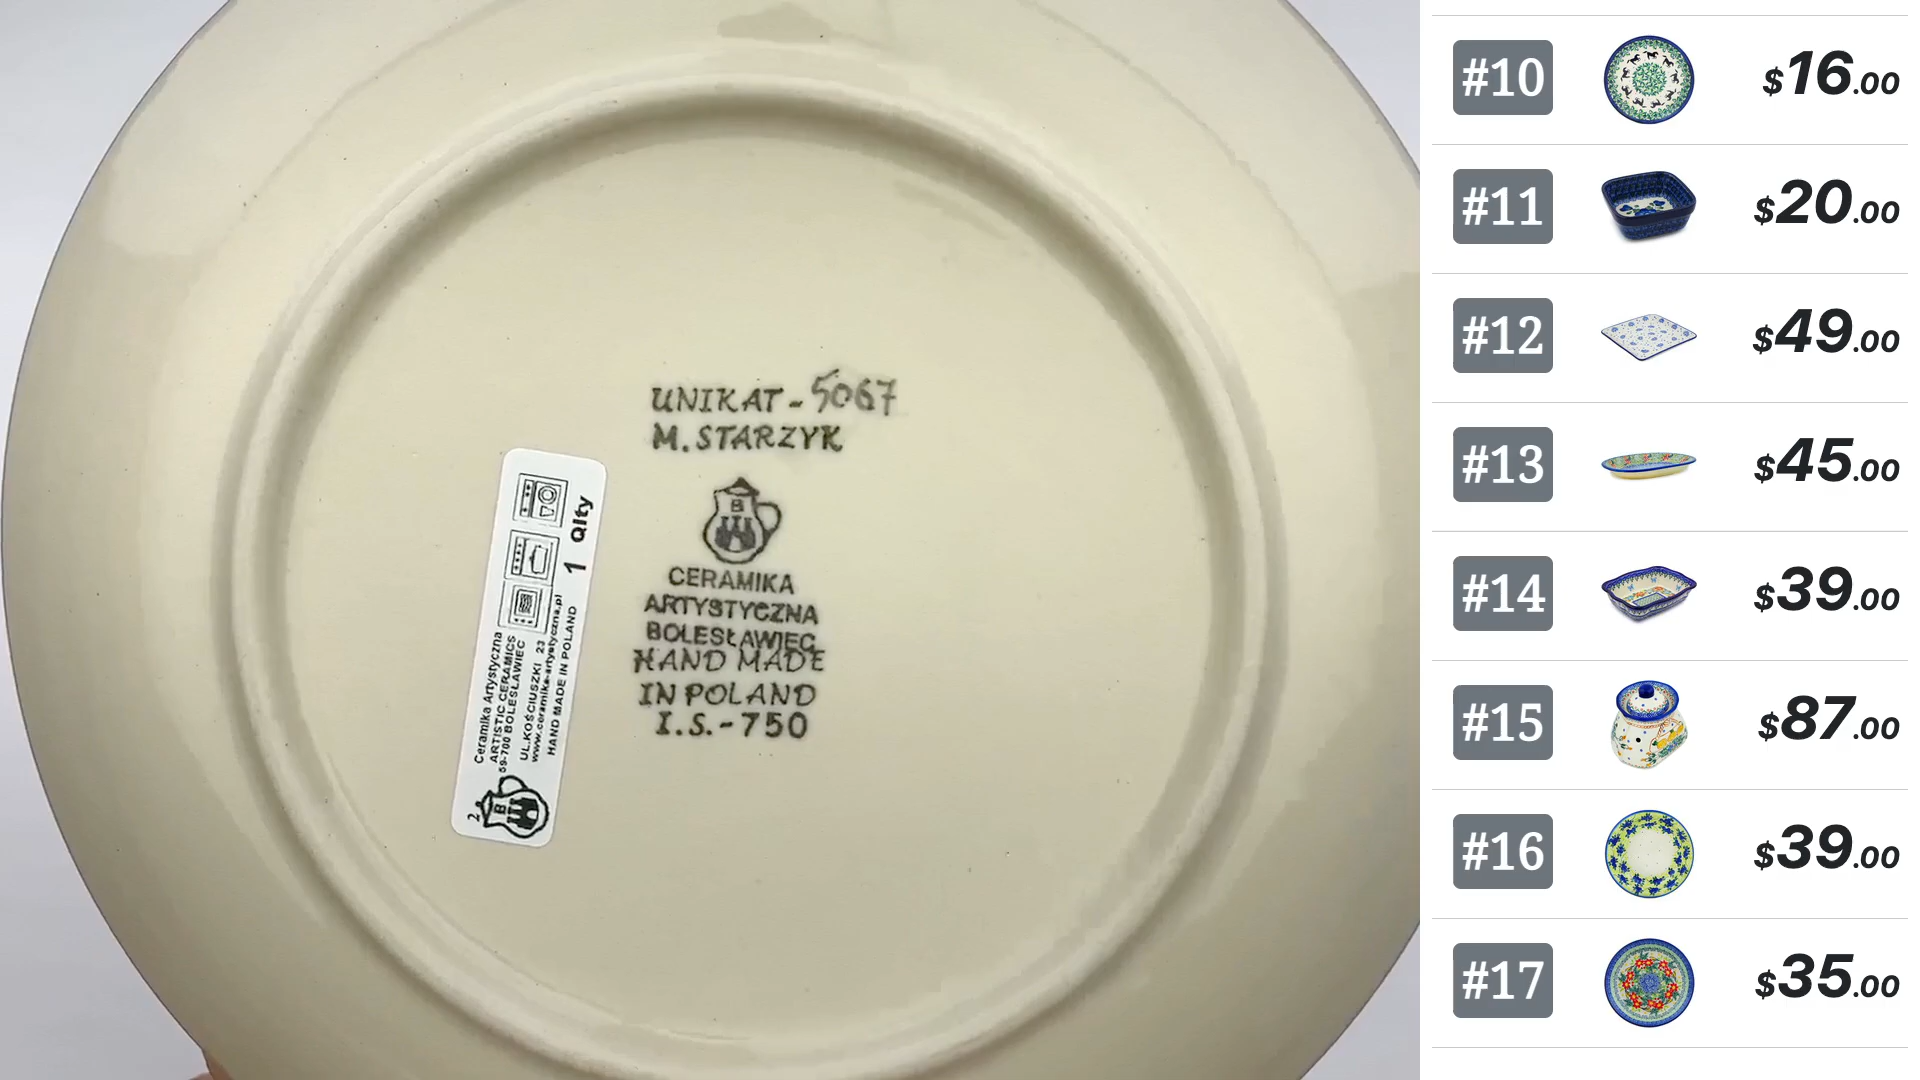 UNIKAT - 5067
M. STARZYK
B
CERAMIKA
ARTYSTYCZNA
BOLESŁAWIEC
HAND MADE
IN POLAND
I.S.-750
1 Qlty
Ceramika Artystyczna
ARTISTIC CERAMICS
59-700 BOLESŁAWIEC
UL.KOŚCIUSZKI 23
www.ceramika-artystyczna.pl
HAND MADE IN POLAND
2
B
#10 $16.00
#11 $20.00
#12 $49.00
#13 $45.00
#14 $39.00
#15 $87.00
#16 $39.00
#17 $35.00